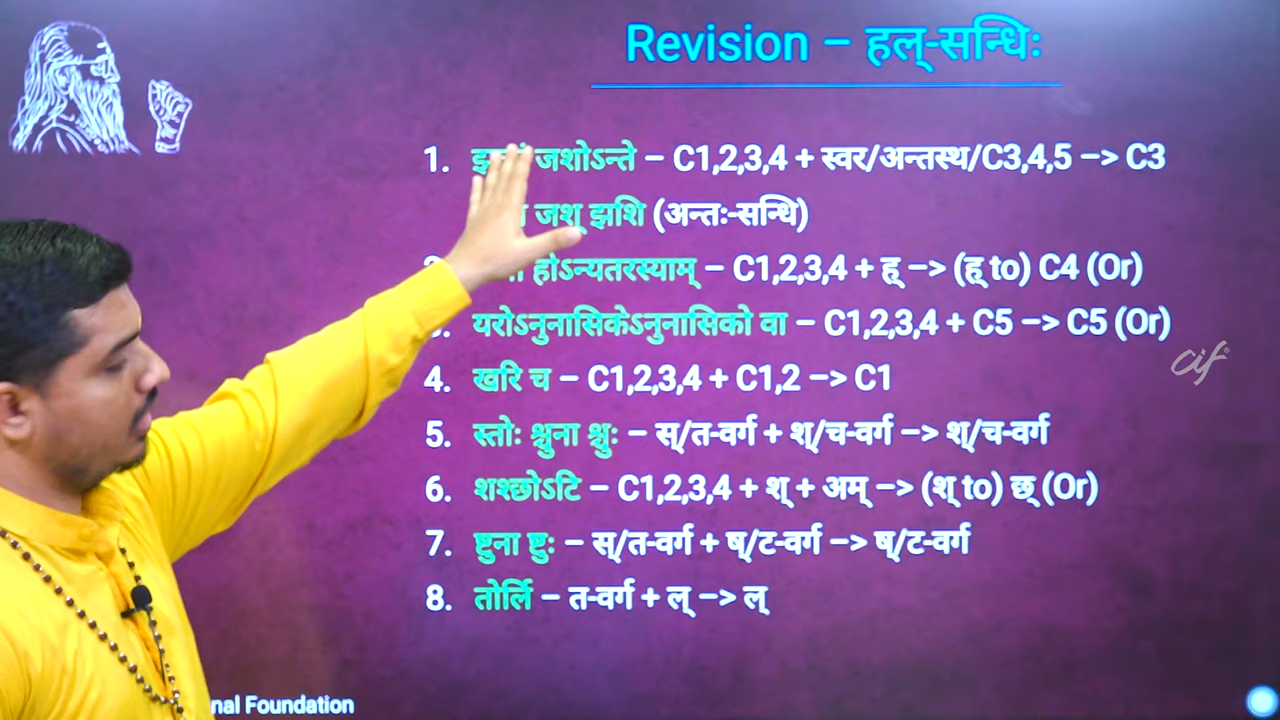 Revision – हल्-सन्धिः
1. जशोऽन्ते – C1,2,3,4 + स्वर/अन्तस्थ/C3,4,5 –> C3
जश् झशि (अन्तः-सन्धि)
होऽन्यतरस्याम् – C1,2,3,4 + ह् –> (ह् to) C4 (Or)
यरोऽनुनासिकेऽनुनासिको वा – C1,2,3,4 + C5 –> C5 (Or)
4. खरि च – C1,2,3,4 + C1,2 –> C1
5. स्तोः श्चुना श्चुः – स्/त-वर्ग + श्/च-वर्ग –> श्/च-वर्ग
6. शश्छोऽटि – C1,2,3,4 + श् + अम् –> (श् to) छ् (Or)
7. ष्टुना ष्टुः – स्/त-वर्ग + ष्/ट-वर्ग –> ष्/ट-वर्ग
8. तोर्लि – त-वर्ग + ल् –> ल्
cif
nal Foundation